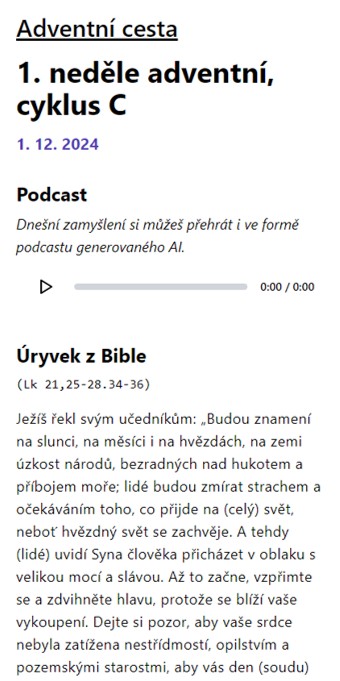 Adventní cesta
1. neděle adventní,
cyklus C
1. 12. 2024
Podcast
Dnešní zamyšlení si můžeš přehrát i ve formě
podcastu generovaného AI.
0:00 / 0:00
Úryvek z Bible
(Lk 21,25-28.34-36)
Ježíš řekl svým učedníkům: „Budou znamení
na slunci, na měsíci i na hvězdách, na zemi
úzkost národů, bezradných nad hukotem a
příbojem moře; lidé budou zmírat strachem a
očekáváním toho, co přijde na (celý) svět,
neboť hvězdný svět se zachvěje. A tehdy
(lidé) uvidí Syna člověka přicházet v oblaku s
velikou mocí a slávou. Až to začne, vzpřimte
se a zdvihněte hlavu, protože se blíží vaše
vykoupení. Dejte si pozor, aby vaše srdce
nebyla zatížena nestřídmostí, opilstvím a
pozemskými starostmi, aby vás den (soudu)